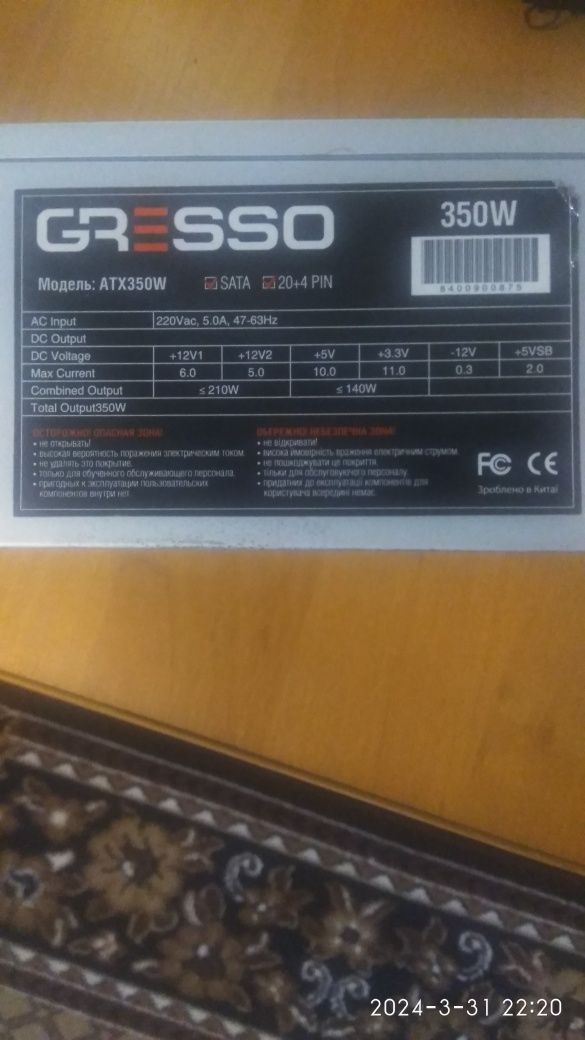 GRESSO
350W
Модель: ATX350W SATA 20+4 PIN
8400900875
AC Input 220Vac, 5.0A, 47-63Hz
DC Output
DC Voltage +12V1 +12V2 +5V +3.3V -12V +5VSB
Max Current 6.0 5.0 10.0 11.0 0.3 2.0
Combined Output ≤ 210W ≤ 140W
Total Output350W
ОСТОРОЖНО! ОПАСНАЯ ЗОНА!
• не открывать!
• высокая вероятность поражения электрическим током.
• не удалять это покрытие.
• только для обученного обслуживающего персонала.
• пригодных к эксплуатации пользовательских
компонентов внутри нет.
ОБЕРЕЖНО! НЕБЕЗПЕЧНА ЗОНА!
• не відкривати!
• висока ймовірність враження електричним струмом.
• не пошкоджувати це покриття.
• тільки для обслуговуючого персоналу.
• придатних до експлуатації компонентів для
користувача всередині немає.
FC CE
Зроблено в Китаї
2024-3-31 22:20